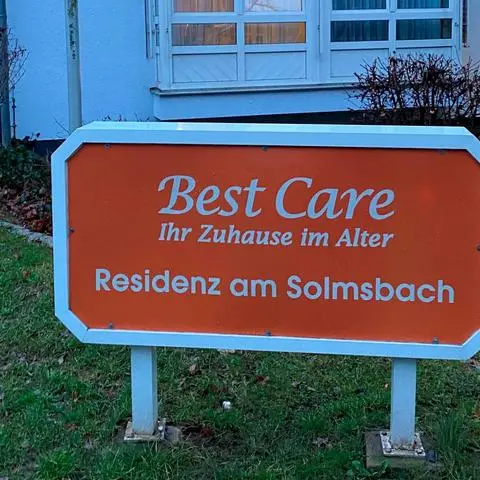 Best Care
Ihr Zuhause im Alter
Residenz am Solmsbach